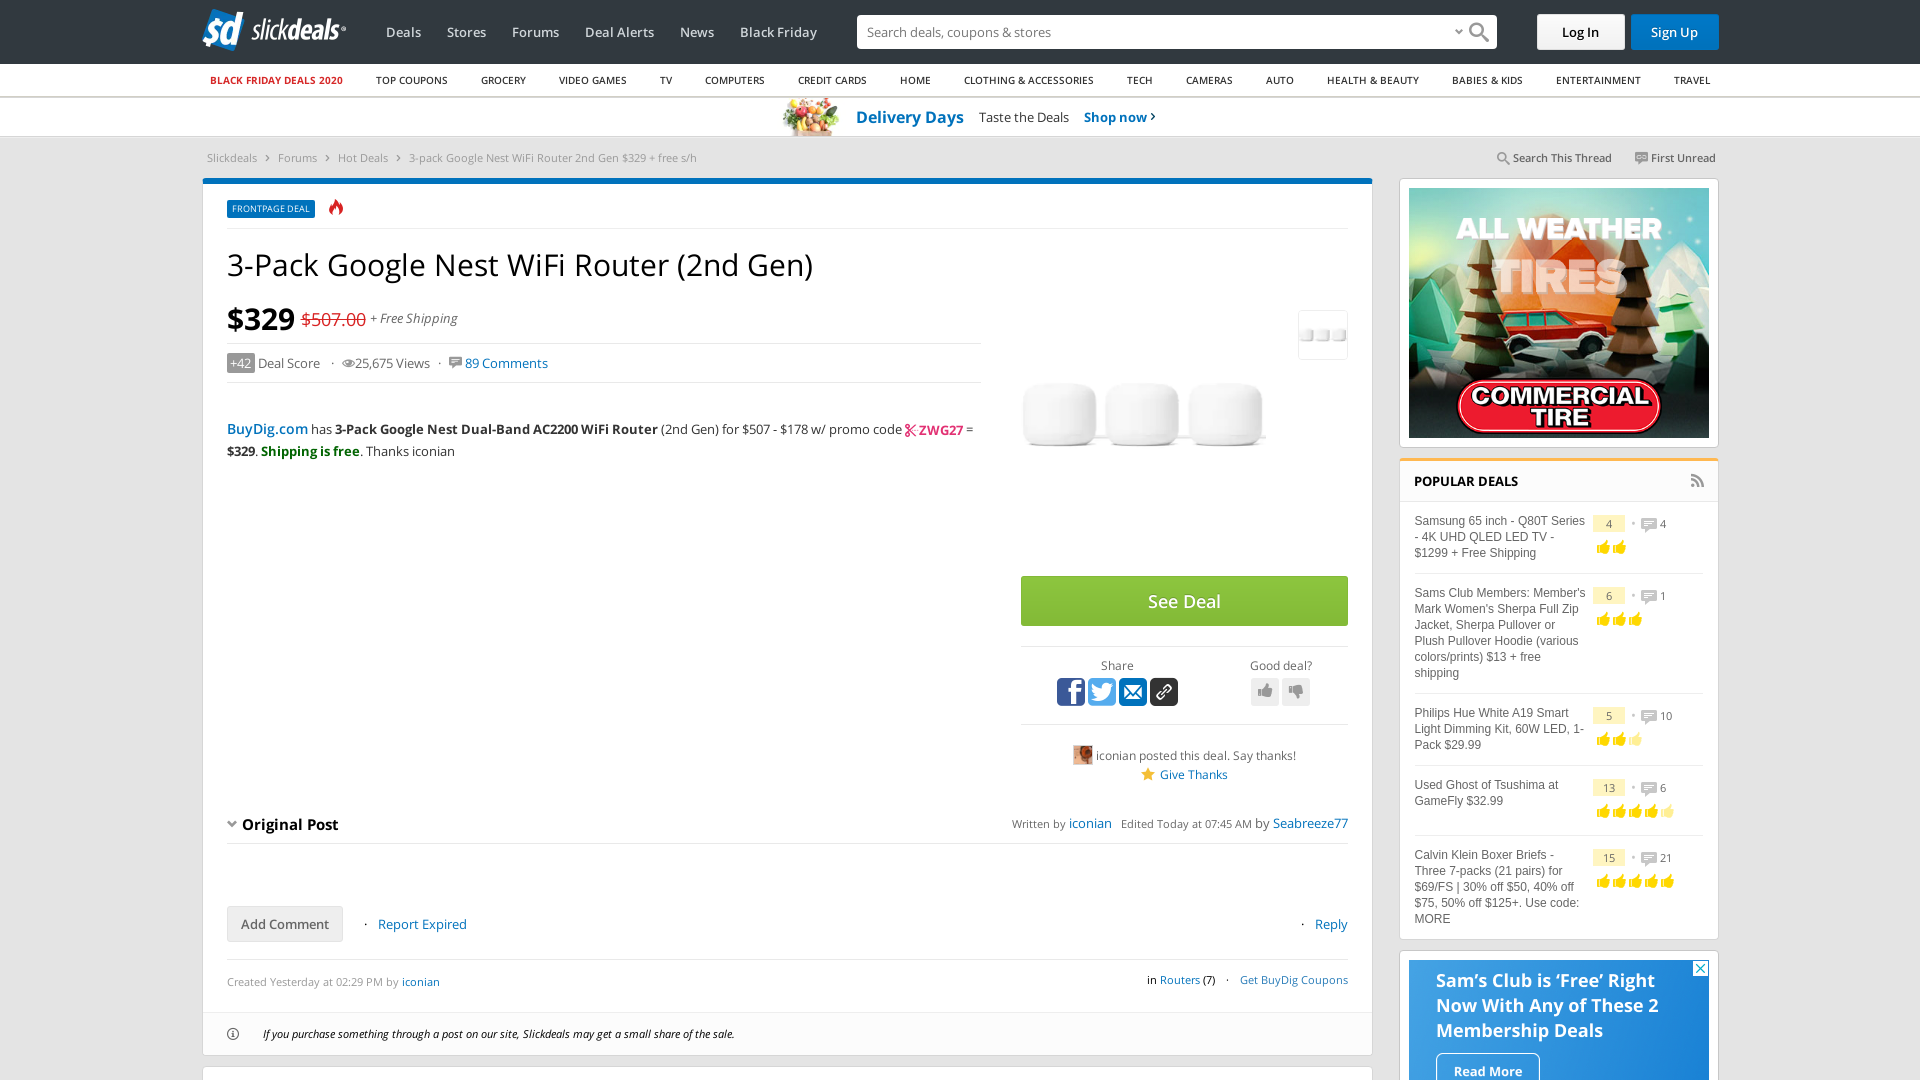 slickdeals
Deals
Stores
Forums
Deal Alerts
News
Black Friday
Search deals, coupons & stores
Log In
Sign Up
BLACK FRIDAY DEALS 2020
TOP COUPONS
GROCERY
VIDEO GAMES
TV
COMPUTERS
CREDIT CARDS
HOME
CLOTHING & ACCESSORIES
TECH
CAMERAS
AUTO
HEALTH & BEAUTY
BABIES & KIDS
ENTERTAINMENT
TRAVEL
Delivery Days Taste the Deals Shop now
Slickdeals > Forums > Hot Deals > 3-pack Google Nest WiFi Router 2nd Gen $329 + free s/h
Search This Thread
First Unread
FRONTPAGE DEAL
3-Pack Google Nest WiFi Router (2nd Gen)
$329 $507.00 + Free Shipping
+42 Deal Score · 25,675 Views · 89 Comments
BuyDig.com has 3-Pack Google Nest Dual-Band AC2200 WiFi Router (2nd Gen) for $507 - $178 w/ promo code ZWG27 =
$329. Shipping is free. Thanks iconian
See Deal
Share
Good deal?
iconian posted this deal. Say thanks!
Give Thanks
Original Post
Written by iconian Edited Today at 07:45 AM by Seabreeze77
Add Comment · Report Expired
· Reply
Created Yesterday at 02:29 PM by iconian
in Routers (7) · Get BuyDig Coupons
If you purchase something through a post on our site, Slickdeals may get a small share of the sale.
ALL WEATHER
TIRES
COMMERCIAL
TIRE
POPULAR DEALS
Samsung 65 inch - Q80T Series
- 4K UHD QLED LED TV -
$1299 + Free Shipping
4 • 4
Sams Club Members: Member's
Mark Women's Sherpa Full Zip
Jacket, Sherpa Pullover or
Plush Pullover Hoodie (various
colors/prints) $13 + free
shipping
6 • 1
Philips Hue White A19 Smart
Light Dimming Kit, 60W LED, 1-
Pack $29.99
5 • 10
Used Ghost of Tsushima at
GameFly $32.99
13 • 6
Calvin Klein Boxer Briefs -
Three 7-packs (21 pairs) for
$69/FS | 30% off $50, 40% off
$75, 50% off $125+. Use code:
MORE
15 • 21
Sam's Club is ‘Free’ Right
Now With Any of These 2
Membership Deals
Read More